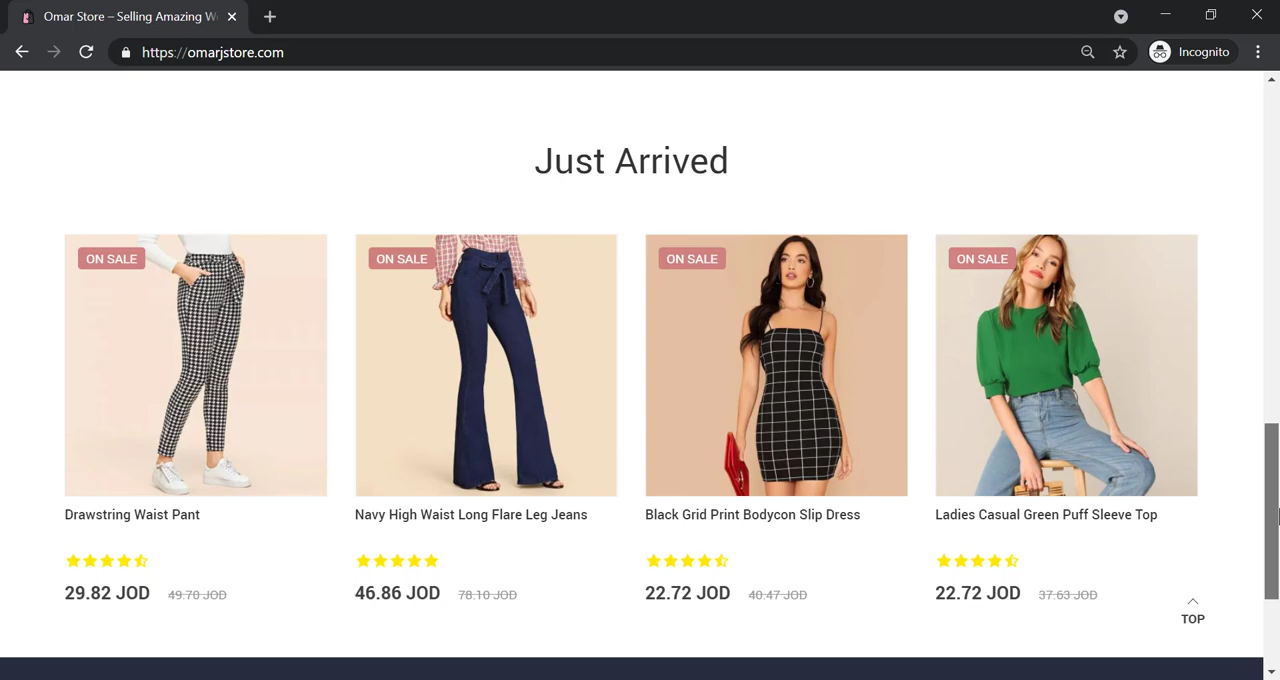 Omar Store – Selling Amazing W
https://omarjstore.com
Incognito
Just Arrived
ON SALE
ON SALE
ON SALE
ON SALE
Drawstring Waist Pant
Navy High Waist Long Flare Leg Jeans
Black Grid Print Bodycon Slip Dress
Ladies Casual Green Puff Sleeve Top
29.82 JOD 49.70 JOD
46.86 JOD 78.10 JOD
22.72 JOD 40.47 JOD
22.72 JOD 37.63 JOD
TOP